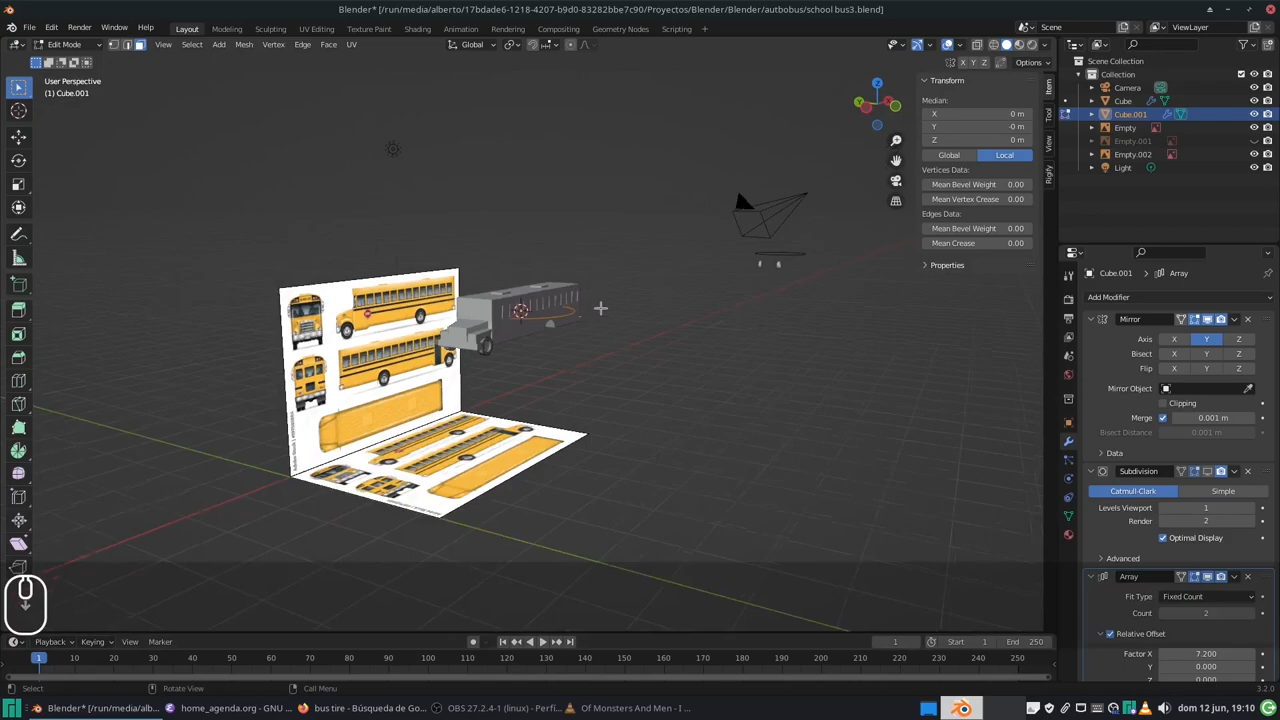 Blender* [/run/media/alberto/17bdade6-1218-4207-b9d0-83282bbe7c90/Proyectos/Blender/Blender/autbobus/school bus3.blend]
File Edit Render Window Help Layout Modeling Sculpting UV Editing Texture Paint Shading Animation Rendering Compositing Geometry Nodes Scripting + Scene ViewLayer
Edit Mode View Select Add Mesh Vertex Edge Face UV Global
X Y Z Options
User Perspective
(1) Cube.001
Transform
Median:
X 0 m
Y -0 m
Z 0 m
Global Local
Vertices Data:
Mean Bevel Weight 0.00
Mean Vertex Crease 0.00
Edges Data:
Mean Bevel Weight 0.00
Mean Crease 0.00
Properties
Item
Tool
View
Rigify
Scene Collection
Collection
Camera
Cube
Cube.001
Empty
Empty.001
Empty.002
Light
Cube.001 Array
Add Modifier
Mirror
Axis X Y Z
Bisect X Y Z
Flip X Y Z
Mirror Object
Clipping
Merge 0.001 m
Bisect Distance 0.001 m
Data
Subdivision
Catmull-Clark Simple
Levels Viewport 1
Render 2
Optimal Display
Advanced
Array
Fit Type Fixed Count
Count 2
Relative Offset
Factor X 7.200
Y 0.000
Z 0.000
Playback Keying View Marker 1 Start 1 End 250
1 10 20 30 40 50 60 70 80 90 100 110 120 130 140 150 160 170 180 190 200 210 220 230 240 250
Select Rotate View Call Menu 3.2.0
Blender* [/run/media/alb... home_agenda.org - GNU ... bus tire - Búsqueda de Go... OBS 27.2.4-1 (linux) - Perfi... Of Monsters And Men - I ... dom 12 jun, 19:10